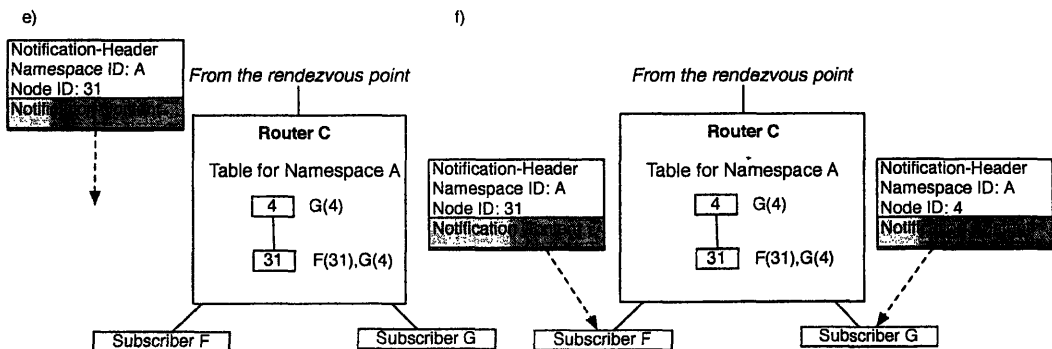 e)
Notification-Header
Namespace ID: A
Node ID: 31
Notification
From the rendezvous point
Router C
Table for Namespace A
4 G(4)
31 F(31),G(4)
Subscriber F
Subscriber G
f)
From the rendezvous point
Router C
Table for Namespace A
4 G(4)
31 F(31),G(4)
Notification-Header
Namespace ID: A
Node ID: 31
Notification
Notification-Header
Namespace ID: A
Node ID: 4
Subscriber F
Subscriber G